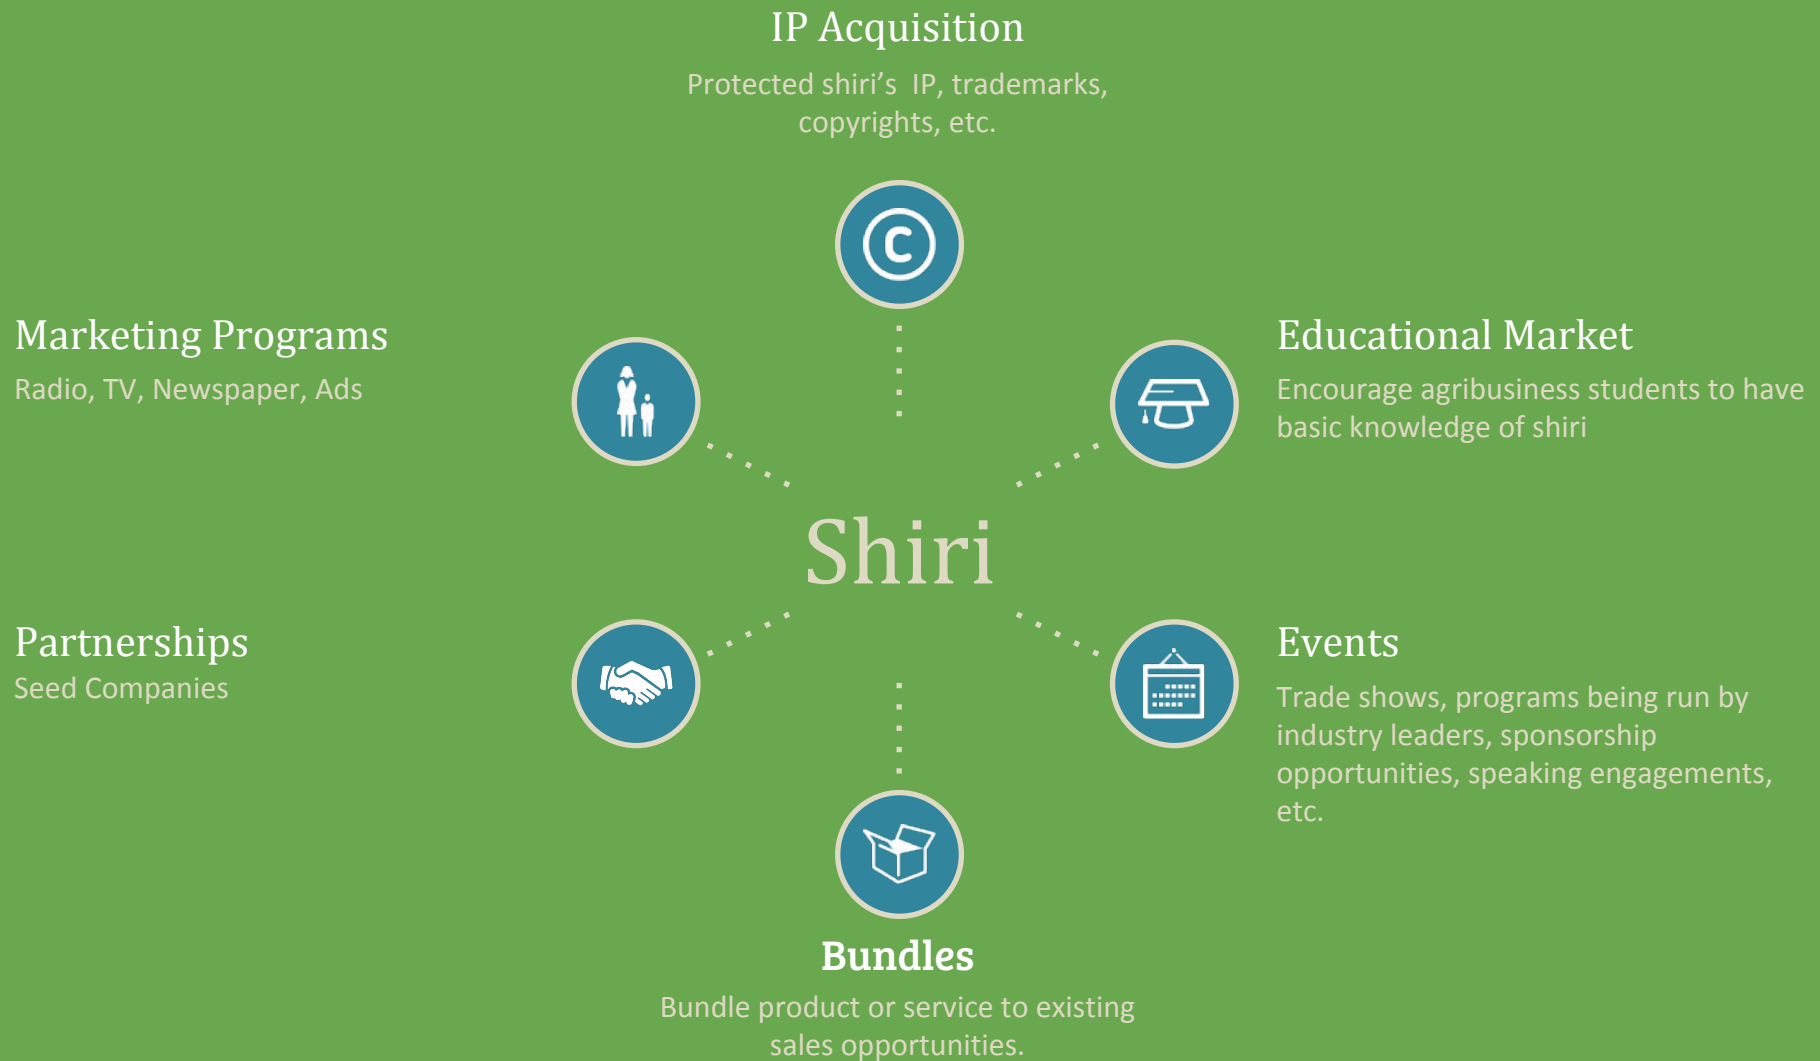 IP Acquisition
Protected shiri’s  IP, trademarks,
copyrights, etc.
©
Marketing Programs
Radio, TV, Newspaper, Ads
Educational Market
Encourage agribusiness students to have
basic knowledge of shiri
Shiri
Partnerships
Seed Companies
Events
Trade shows, programs being run by
industry leaders, sponsorship
opportunities, speaking engagements,
etc.
Bundles
Bundle product or service to existing
sales opportunities.